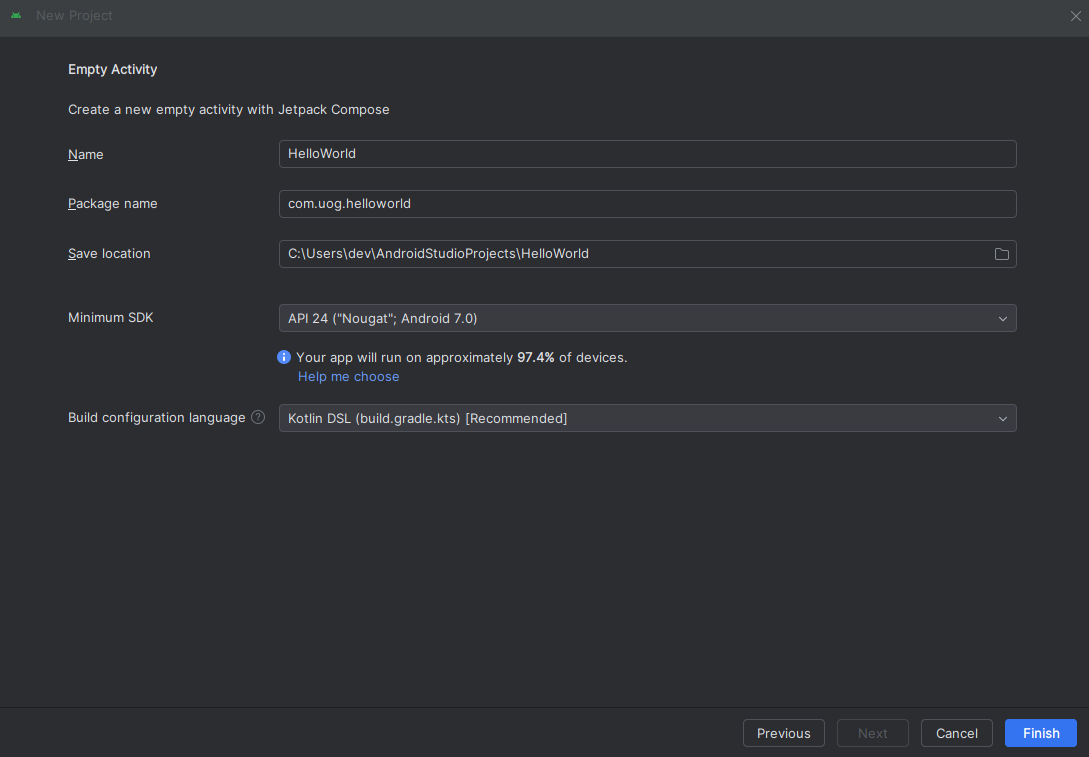 New Project
Empty Activity
Create a new empty activity with Jetpack Compose
Name HelloWorld
Package name com.uog.helloworld
Save location C:\Users\dev\AndroidStudioProjects\HelloWorld
Minimum SDK API 24 ("Nougat"; Android 7.0)
Your app will run on approximately 97.4% of devices.
Help me choose
Build configuration language ? Kotlin DSL (build.gradle.kts) [Recommended]
Previous Next Cancel Finish